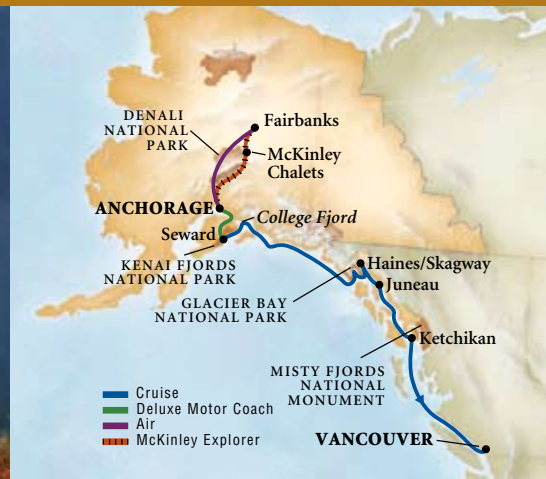 Fairbanks
DENALI
NATIONAL
PARK
McKinley
Chalets
ANCHORAGE
College Fjord
Seward
KENAI FJORDS
NATIONAL PARK
Haines/Skagway
Juneau
GLACIER BAY
NATIONAL PARK
Ketchikan
MISTY FJORDS
NATIONAL
MONUMENT
VANCOUVER
Cruise
Deluxe Motor Coach
Air
McKinley Explorer